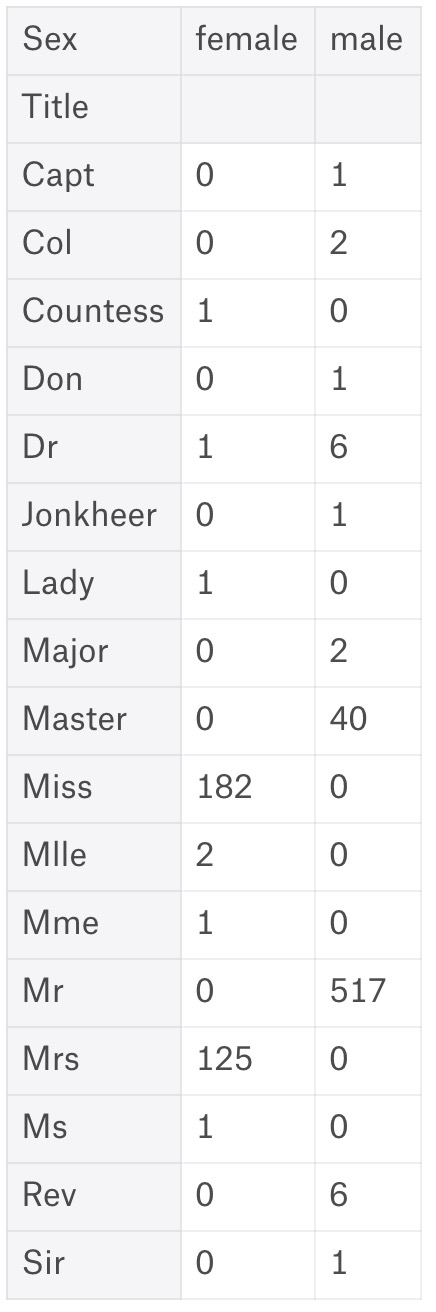 Sex female male
Title
Capt 0 1
Col 0 2
Countess 1 0
Don 0 1
Dr 1 6
Jonkheer 0 1
Lady 1 0
Major 0 2
Master 0 40
Miss 182 0
Mlle 2 0
Mme 1 0
Mr 0 517
Mrs 125 0
Ms 1 0
Rev 0 6
Sir 0 1